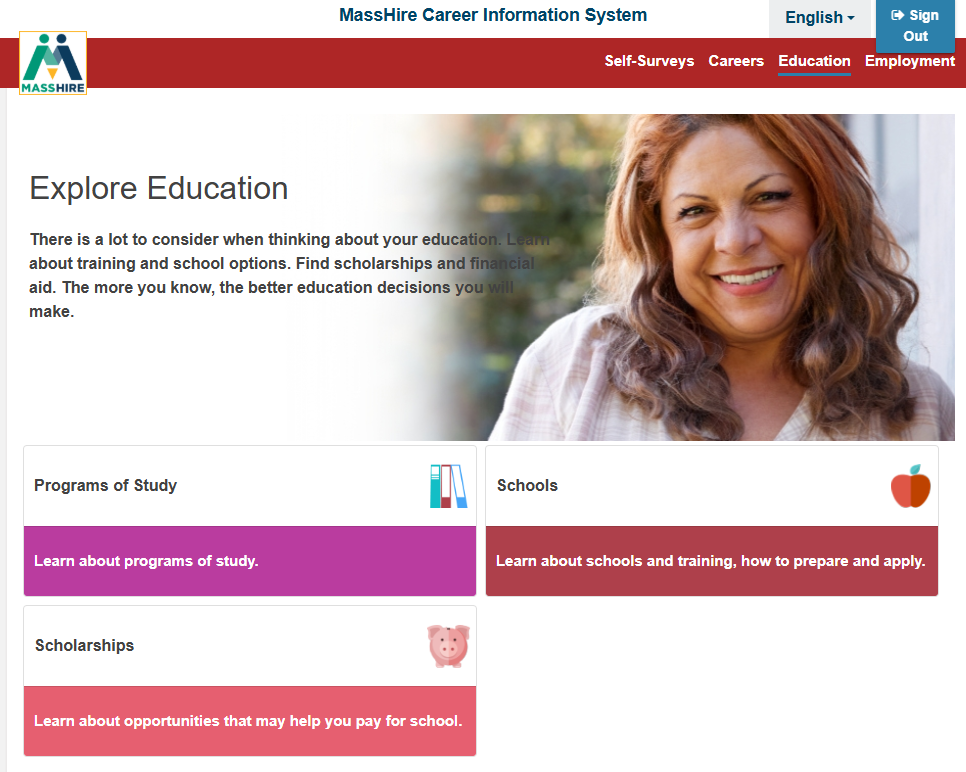 MassHire Career Information System
English
Sign
Out
MASSHIRE
Self-Surveys Careers Education Employment
Explore Education
There is a lot to consider when thinking about your education. Learn
about training and school options. Find scholarships and financial
aid. The more you know, the better education decisions you will
make.
Programs of Study
Learn about programs of study.
Schools
Learn about schools and training, how to prepare and apply.
Scholarships
Learn about opportunities that may help you pay for school.